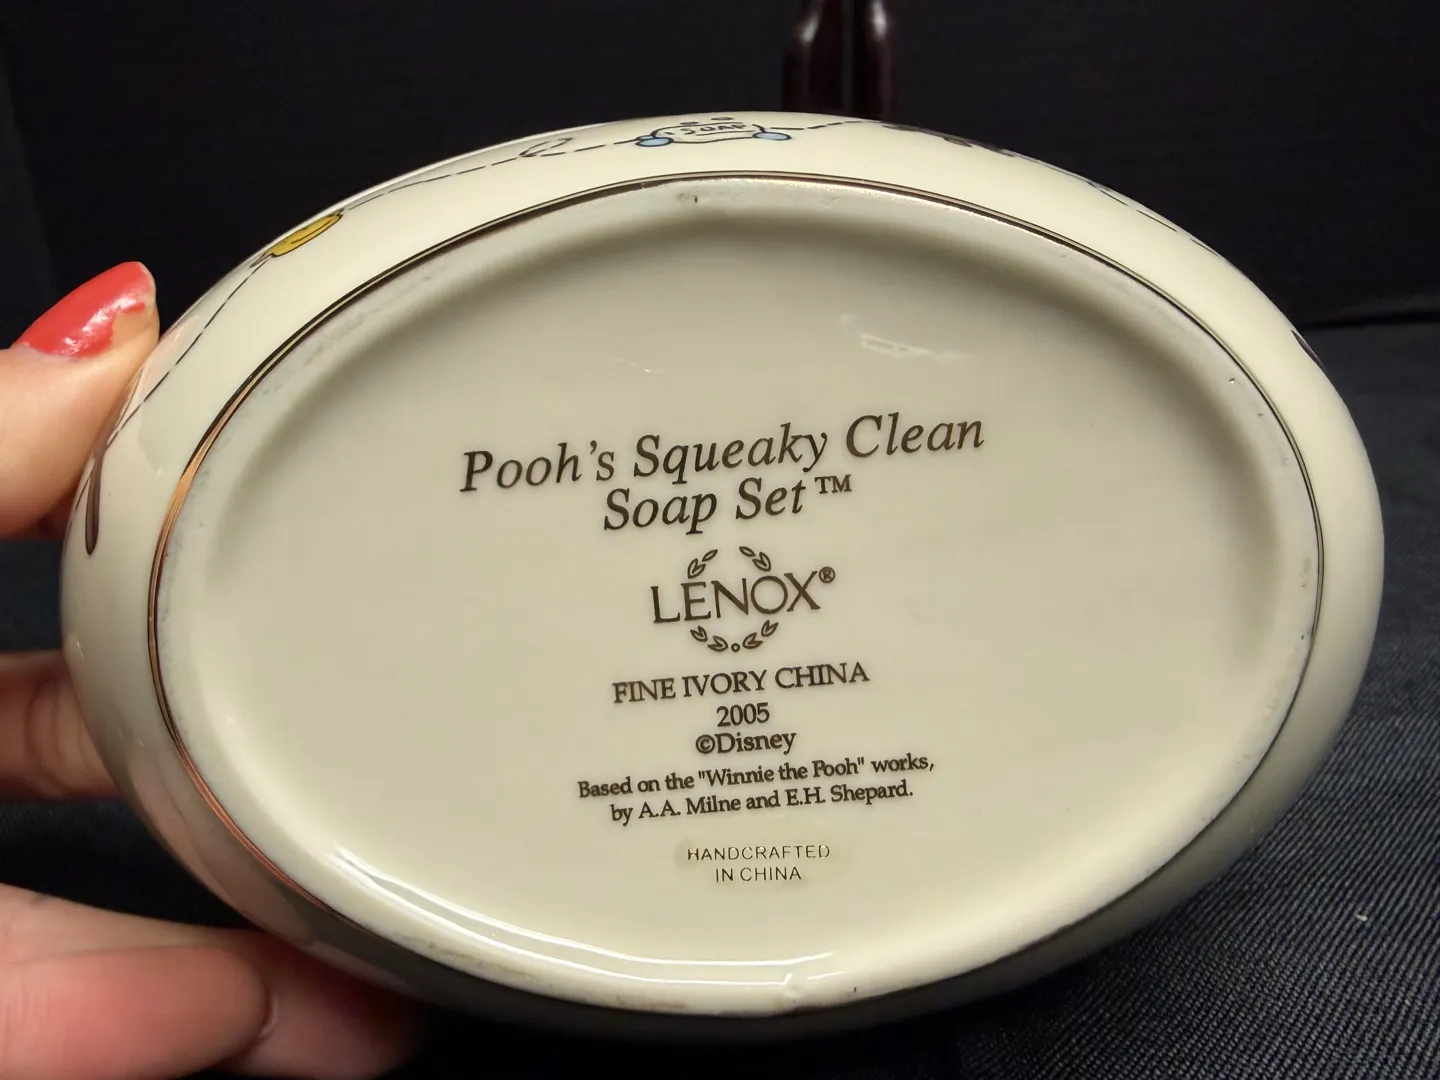 SOAP
Pooh's Squeaky Clean
Soap Set™
LENOX®
FINE IVORY CHINA
2005
©Disney
Based on the "Winnie the Pooh" works,
by A.A. Milne and E.H. Shepard.
HANDCRAFTED
IN CHINA